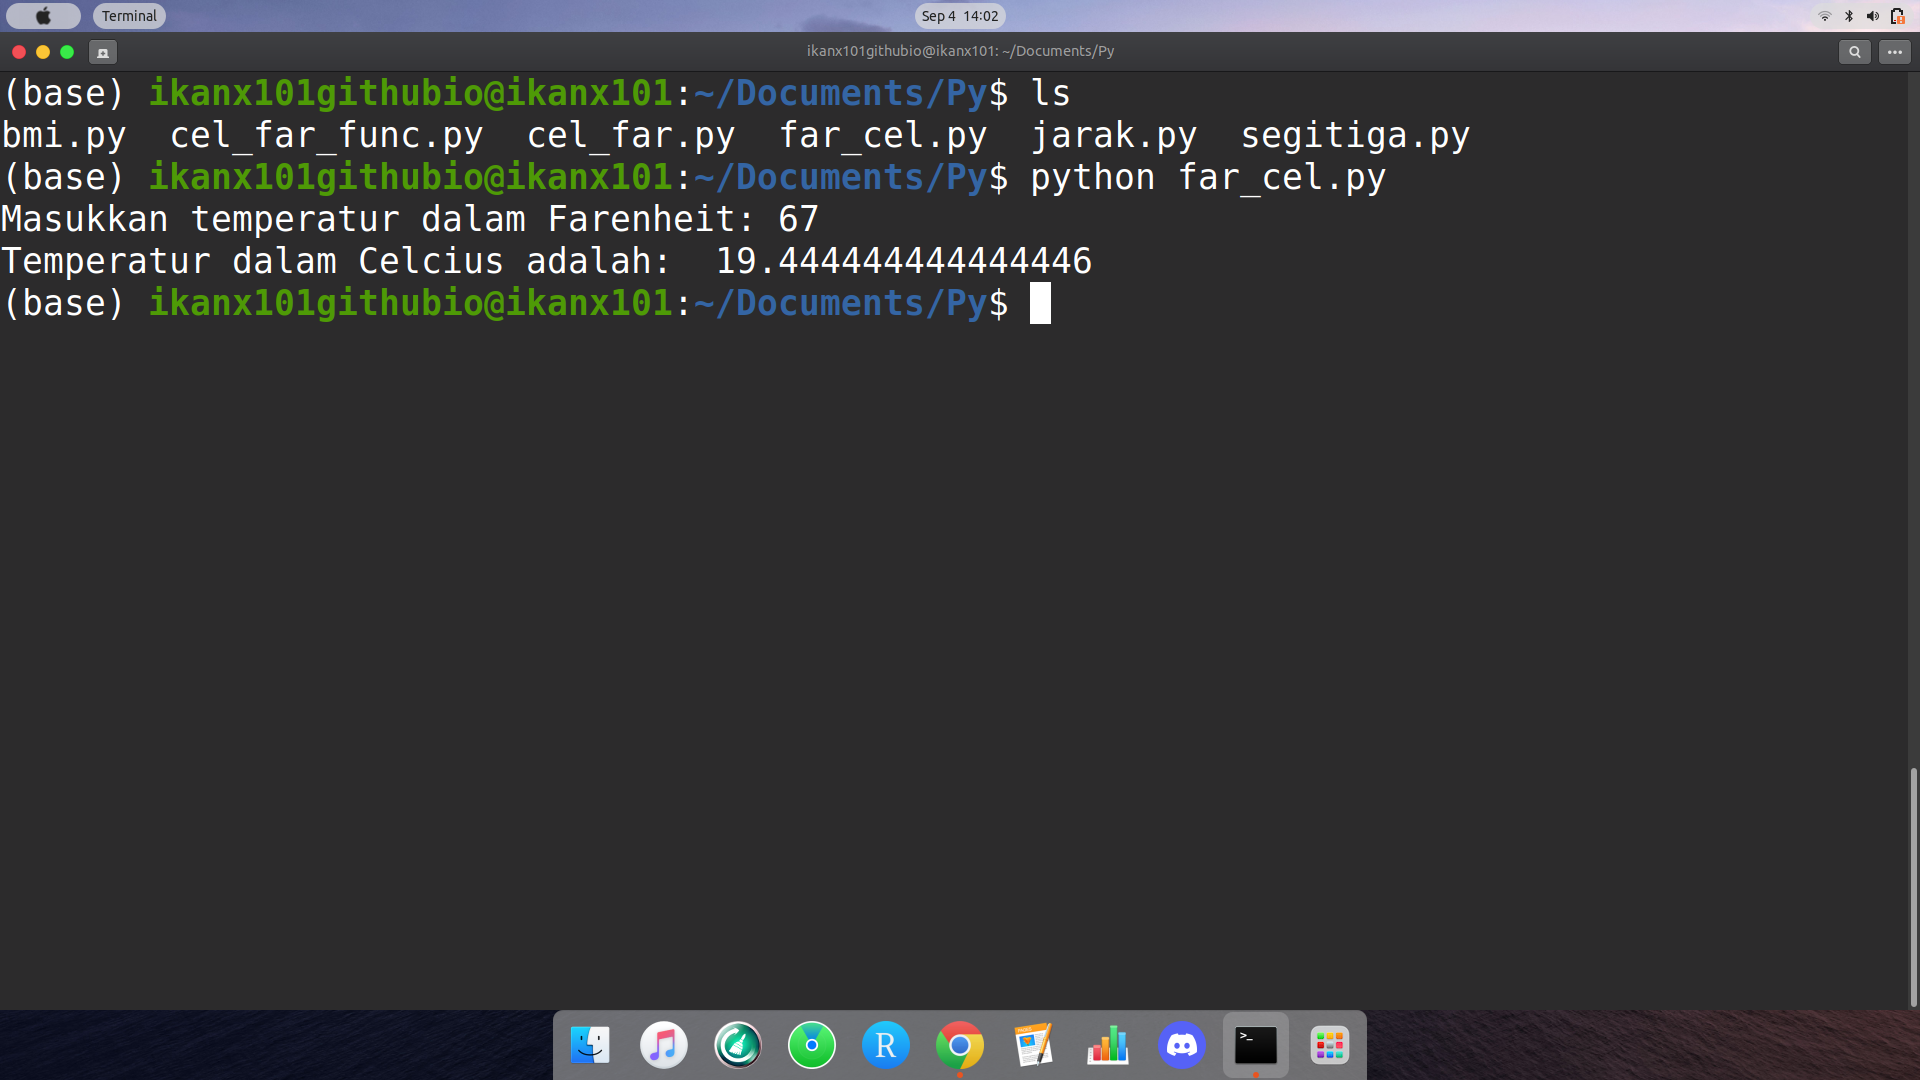 Terminal
Sep 4 14:02
ikanx101githubio@ikanx101: ~/Documents/Py
(base) ikanx101githubio@ikanx101:~/Documents/Py$ ls
bmi.py  cel_far_func.py  cel_far.py  far_cel.py  jarak.py  segitiga.py
(base) ikanx101githubio@ikanx101:~/Documents/Py$ python far_cel.py
Masukkan temperatur dalam Farenheit: 67
Temperatur dalam Celcius adalah:  19.444444444444446
(base) ikanx101githubio@ikanx101:~/Documents/Py$
R
>_